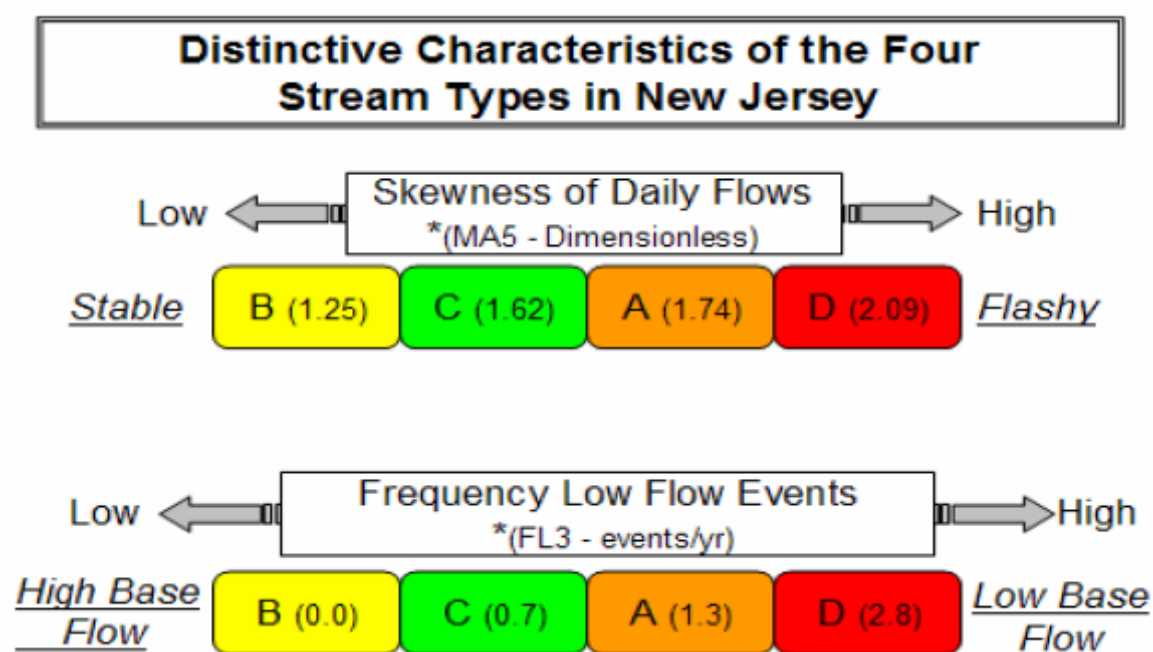 Distinctive Characteristics of the Four
Stream Types in New Jersey
Skewness of Daily Flows
Low
High
*(MA5 - Dimensionless)
Stable
B (1.25)
C (1.62)
A (1.74)
D (2.09)
Flashy
Frequency Low Flow Events
Low
High
*(FL3 - events/yr)
High Base
Flow
B (0.0)
C (0.7)
A (1.3)
D (2.8)
Low Base
Flow